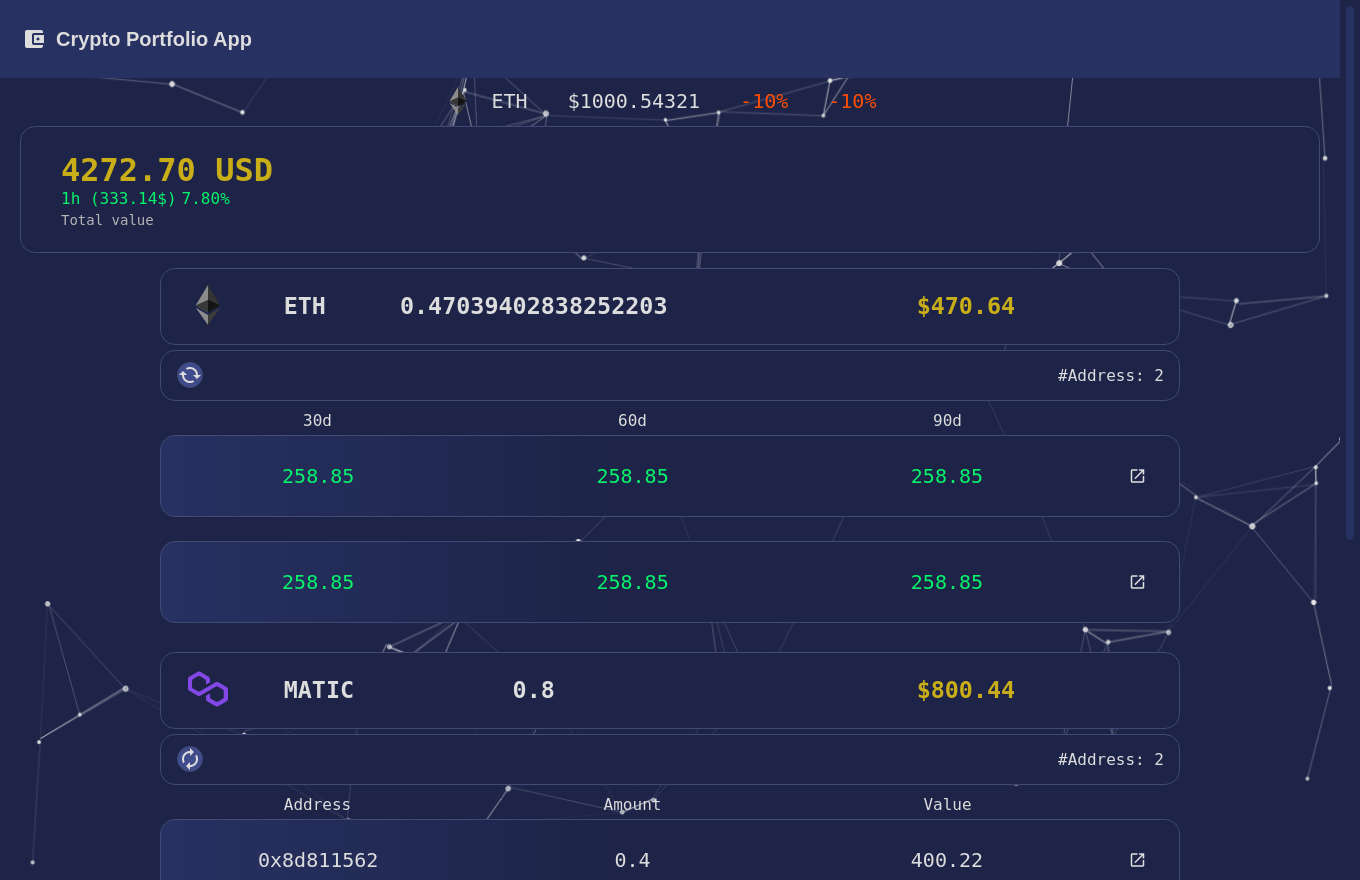 Crypto Portfolio App
ETH $1000.54321 -10% -10%
4272.70 USD
1h (333.14$) 7.80%
Total value
ETH 0.47039402838252203 $470.64
#Address: 2
30d 60d 90d
258.85 258.85 258.85
258.85 258.85 258.85
MATIC 0.8 $800.44
#Address: 2
Address Amount Value
0x8d811562 0.4 400.22